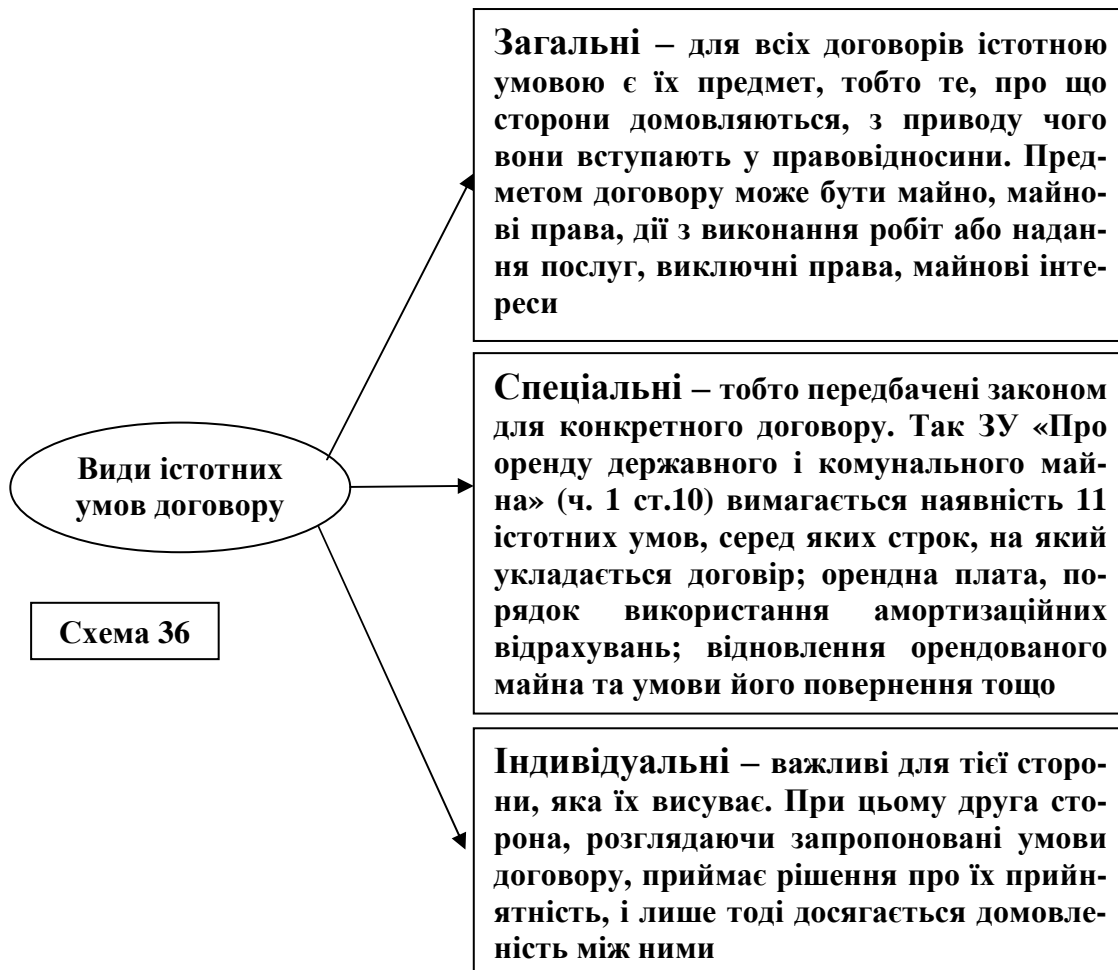 Загальні – для всіх договорів істотною
умовою є їх предмет, тобто те, про що
сторони домовляються, з приводу чого
вони вступають у правовідносини. Пред-
метом договору може бути майно, майно-
ві права, дії з виконання робіт або надан-
ня послуг, виключні права, майнові інте-
реси
Види істотних
умов договору
Схема 36
Спеціальні – тобто передбачені законом
для конкретного договору. Так ЗУ «Про
оренду державного і комунального май-
на» (ч. 1 ст.10) вимагається наявність 11
істотних умов, серед яких строк, на який
укладається договір; орендна плата, по-
рядок використання амортизаційних
відрахувань; відновлення орендованого
майна та умови його повернення тощо
Індивідуальні – важливі для тієї сторо-
ни, яка їх висуває. При цьому друга сто-
рона, розглядаючи запропоновані умови
договору, приймає рішення про їх прийн-
ятність, і лише тоді досягається домовле-
ність між ними